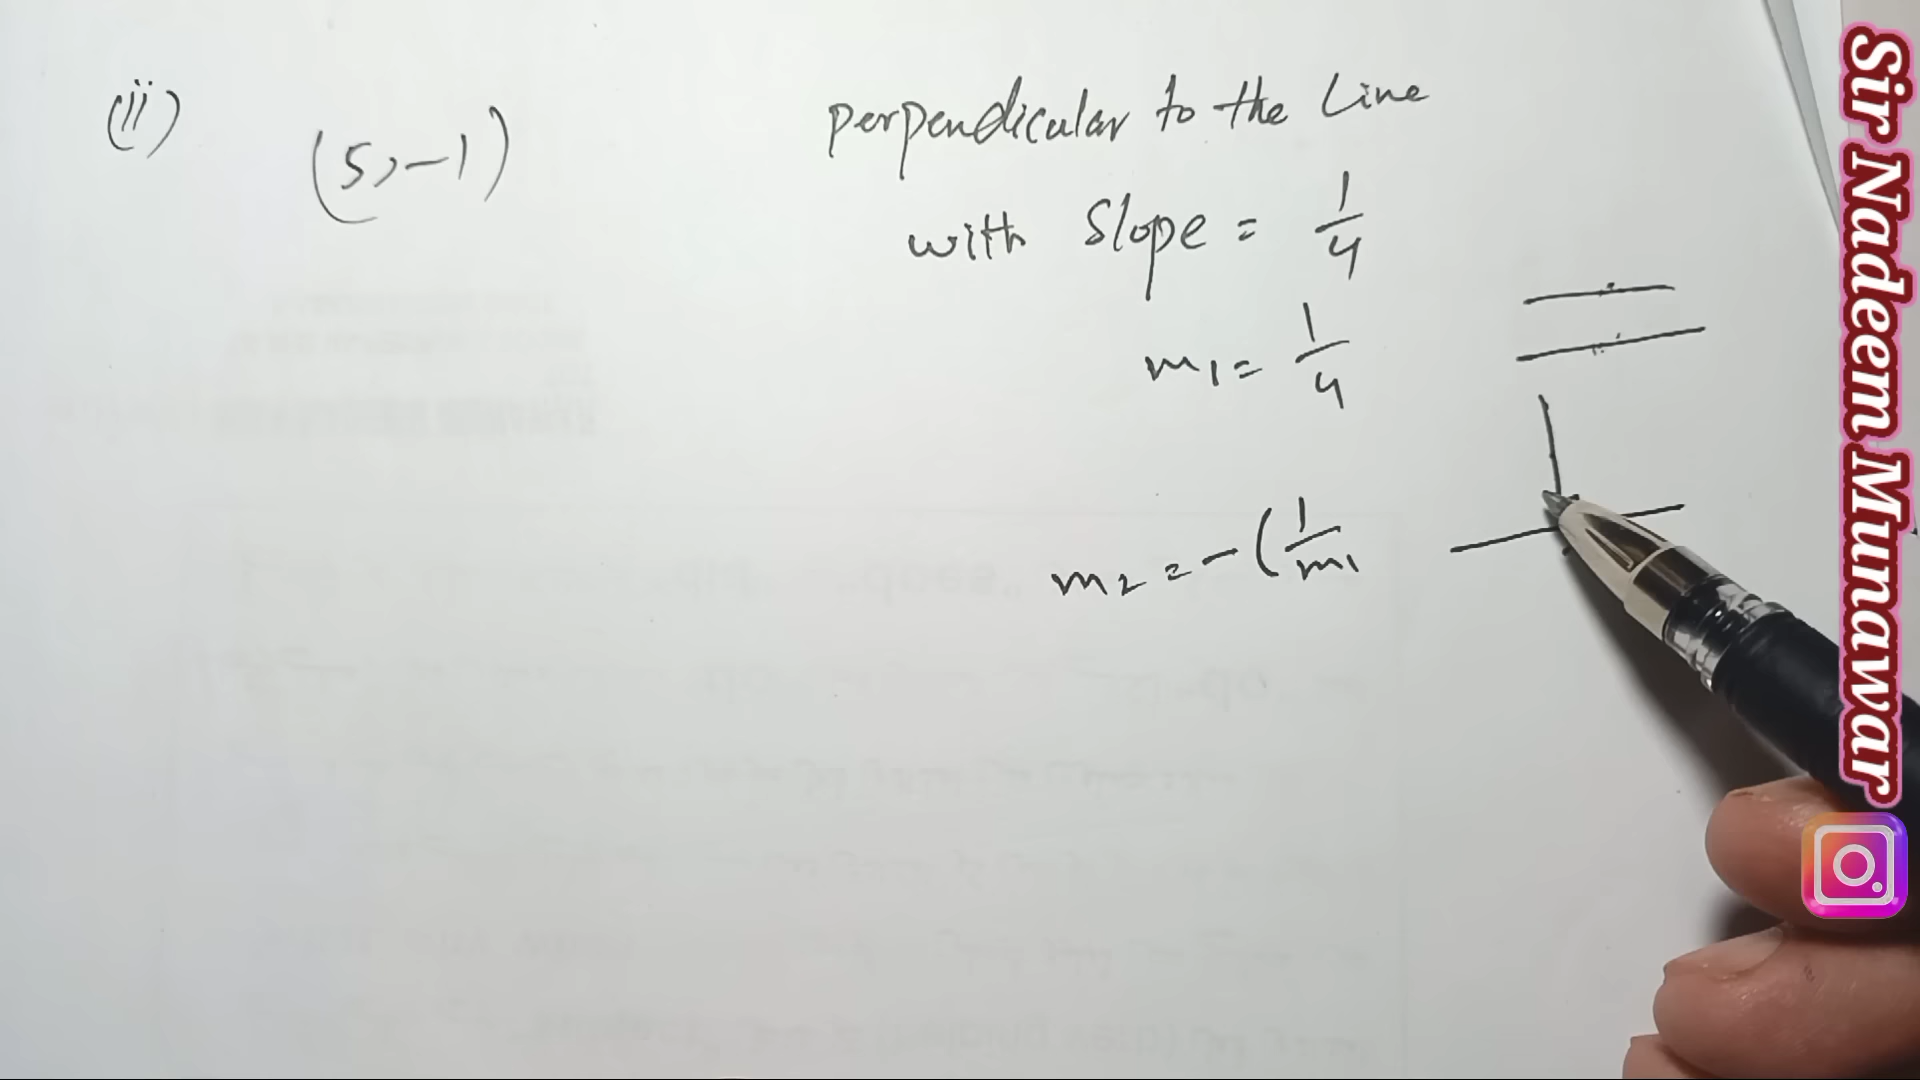 (ii)
(5,-1)
perpendicular to the Line
with Slope = 1/4
m1 = 1/4
m2 = -(1/m1
Sir Nadeem Munawar